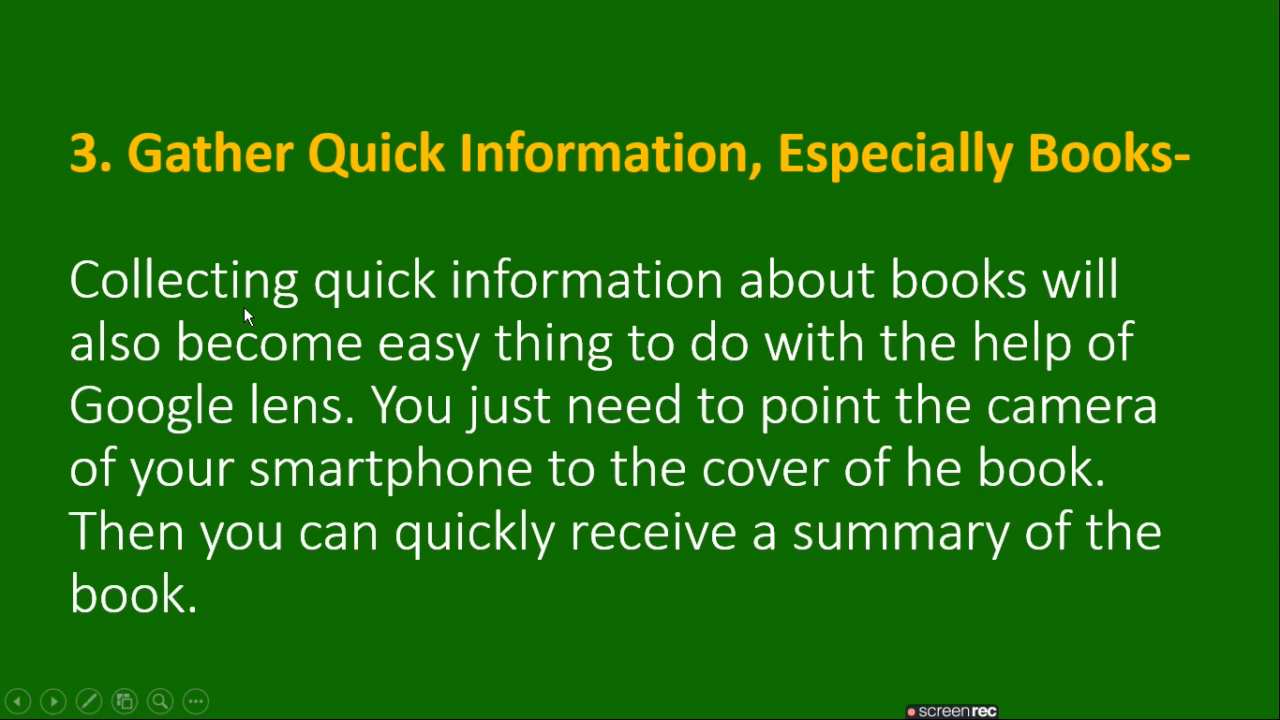 3. Gather Quick Information, Especially Books-
Collecting quick information about books will
also become easy thing to do with the help of
Google lens. You just need to point the camera
of your smartphone to the cover of he book.
Then you can quickly receive a summary of the
book.
screenrec